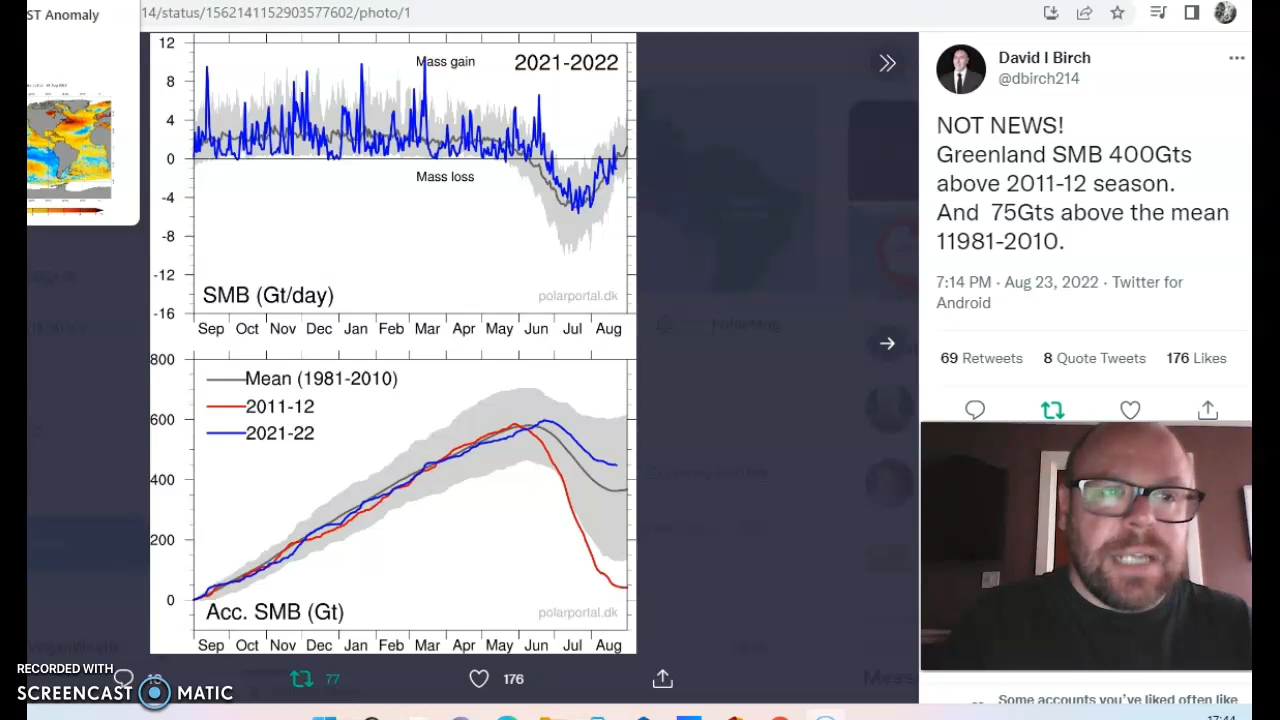 ST Anomaly
14/status/1562141152903577602/photo/1
12
8
4
0
-4
-8
-12
-16
Mass gain
2021-2022
Mass loss
SMB (Gt/day)
polarportal.dk
Sep Oct Nov Dec Jan Feb Mar Apr May Jun Jul Aug
800
600
400
200
0
Mean (1981-2010)
2011-12
2021-22
Acc. SMB (Gt)
polarportal.dk
Sep Oct Nov Dec Jan Feb Mar Apr May Jun Jul Aug
77
176
RECORDED WITH
SCREENCAST MATIC
David I Birch
@dbirch214
NOT NEWS!
Greenland SMB 400Gts
above 2011-12 season.
And 75Gts above the mean
11981-2010.
7:14 PM · Aug 23, 2022 · Twitter for
Android
69 Retweets 8 Quote Tweets 176 Likes
Some accounts you've liked often like
17:44